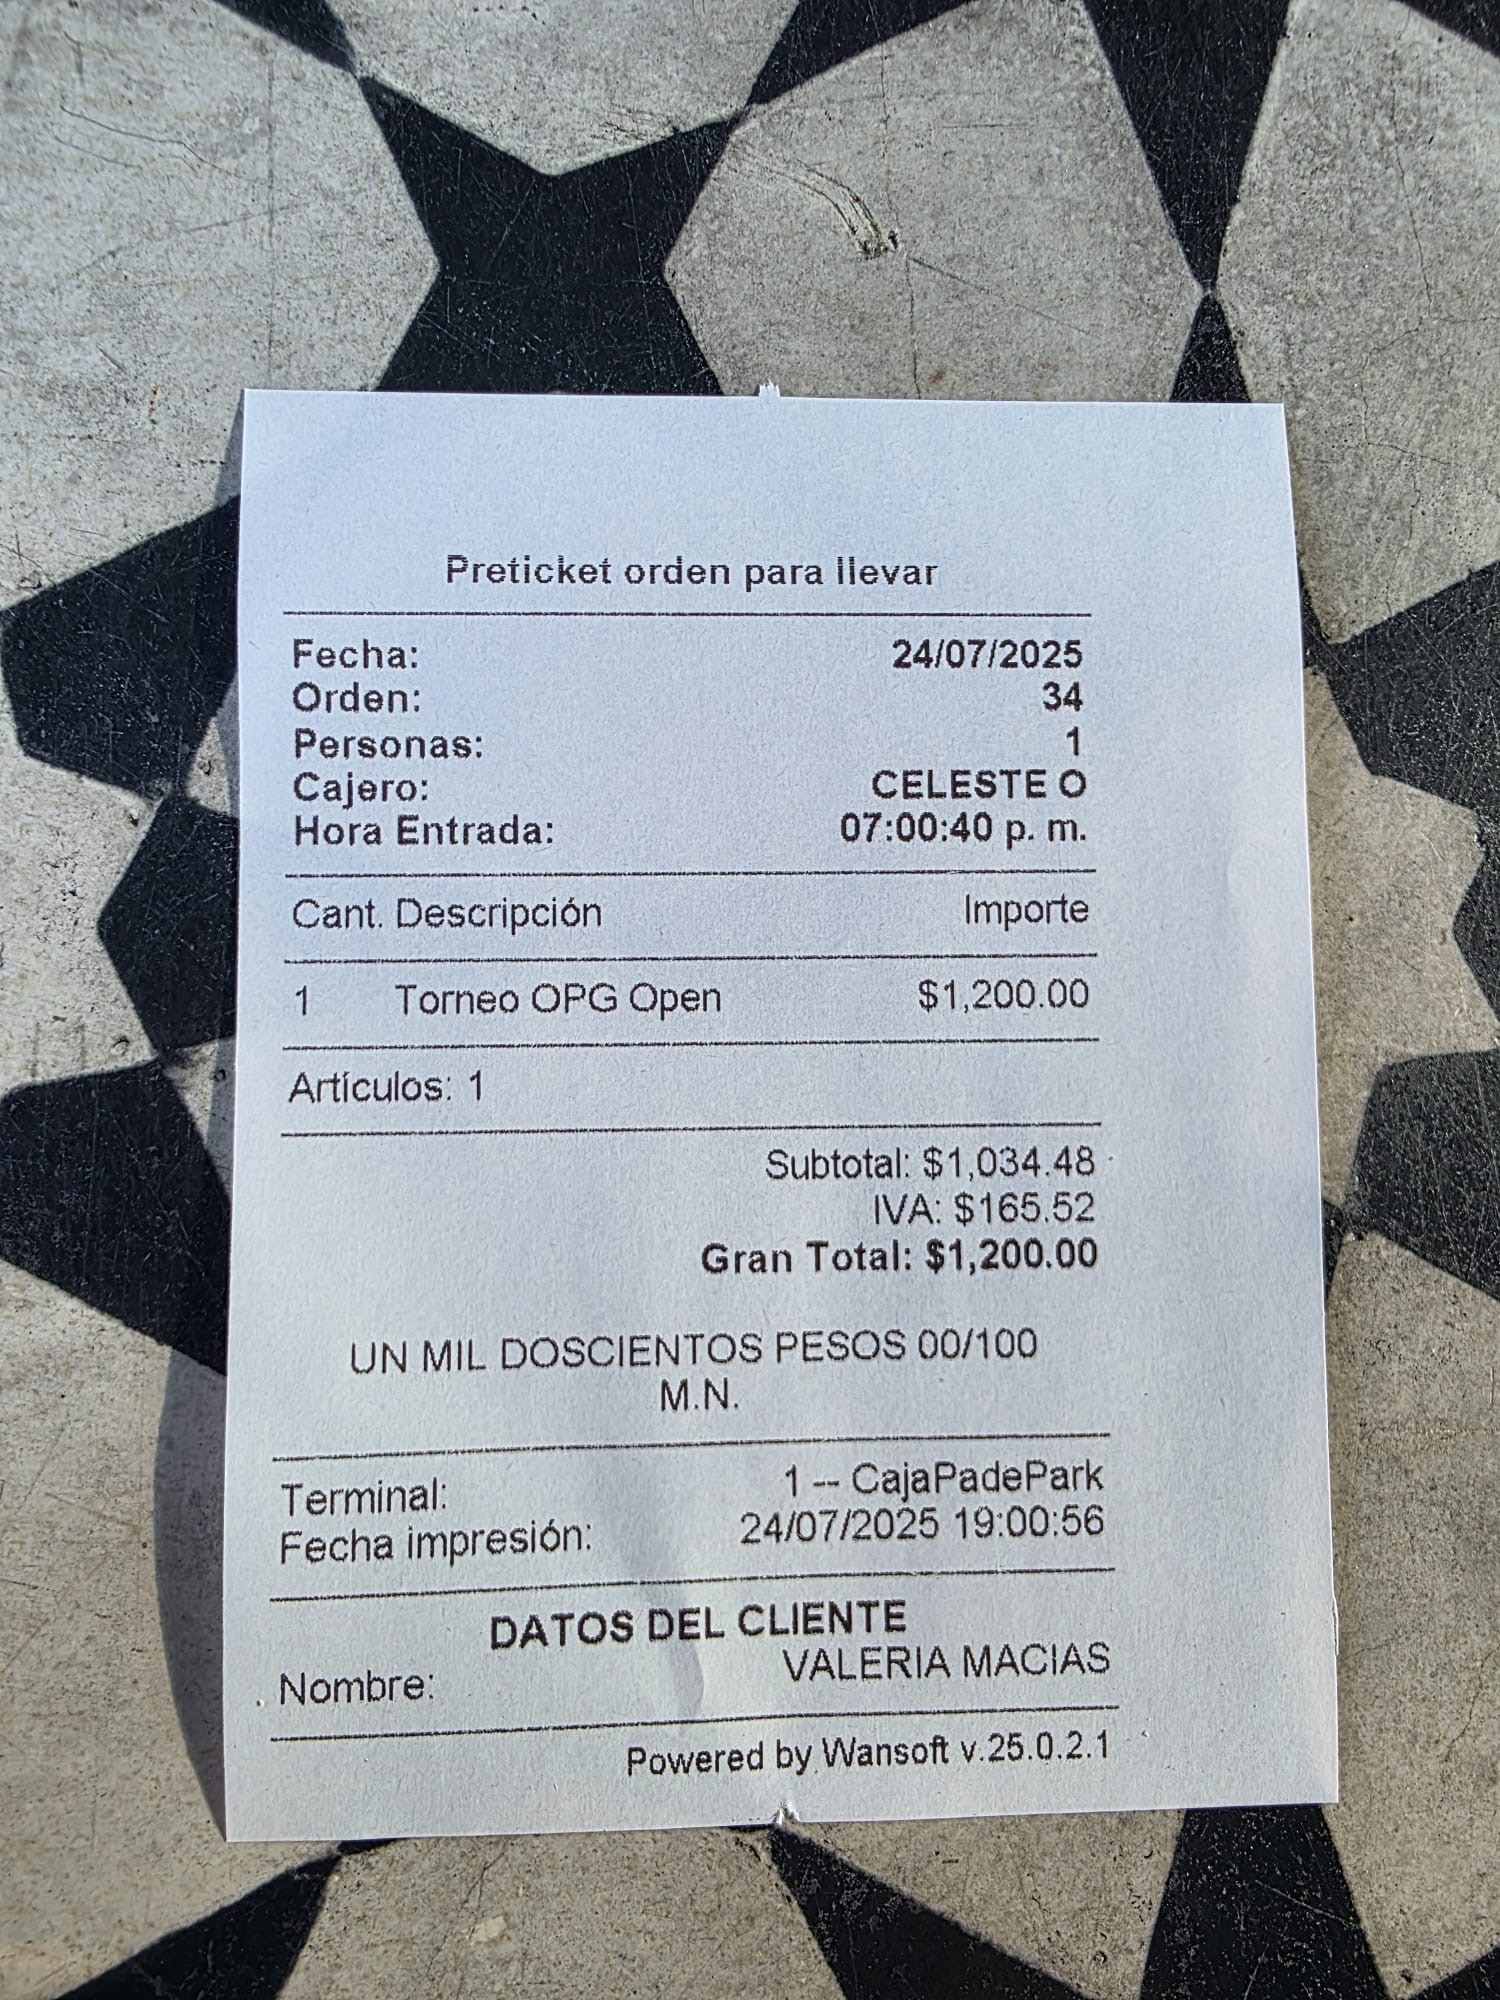 Preticket orden para llevar
Fecha: 24/07/2025
Orden: 34
Personas: 1
Cajero: CELESTE O
Hora Entrada: 07:00:40 p. m.
Cant. Descripción Importe
1 Torneo OPG Open $1,200.00
Artículos: 1
Subtotal: $1,034.48
IVA: $165.52
Gran Total: $1,200.00
UN MIL DOSCIENTOS PESOS 00/100
M.N.
Terminal: 1 -- CajaPadePark
Fecha impresión: 24/07/2025 19:00:56
DATOS DEL CLIENTE
Nombre: VALERIA MACIAS
Powered by Wansoft v.25.0.2.1